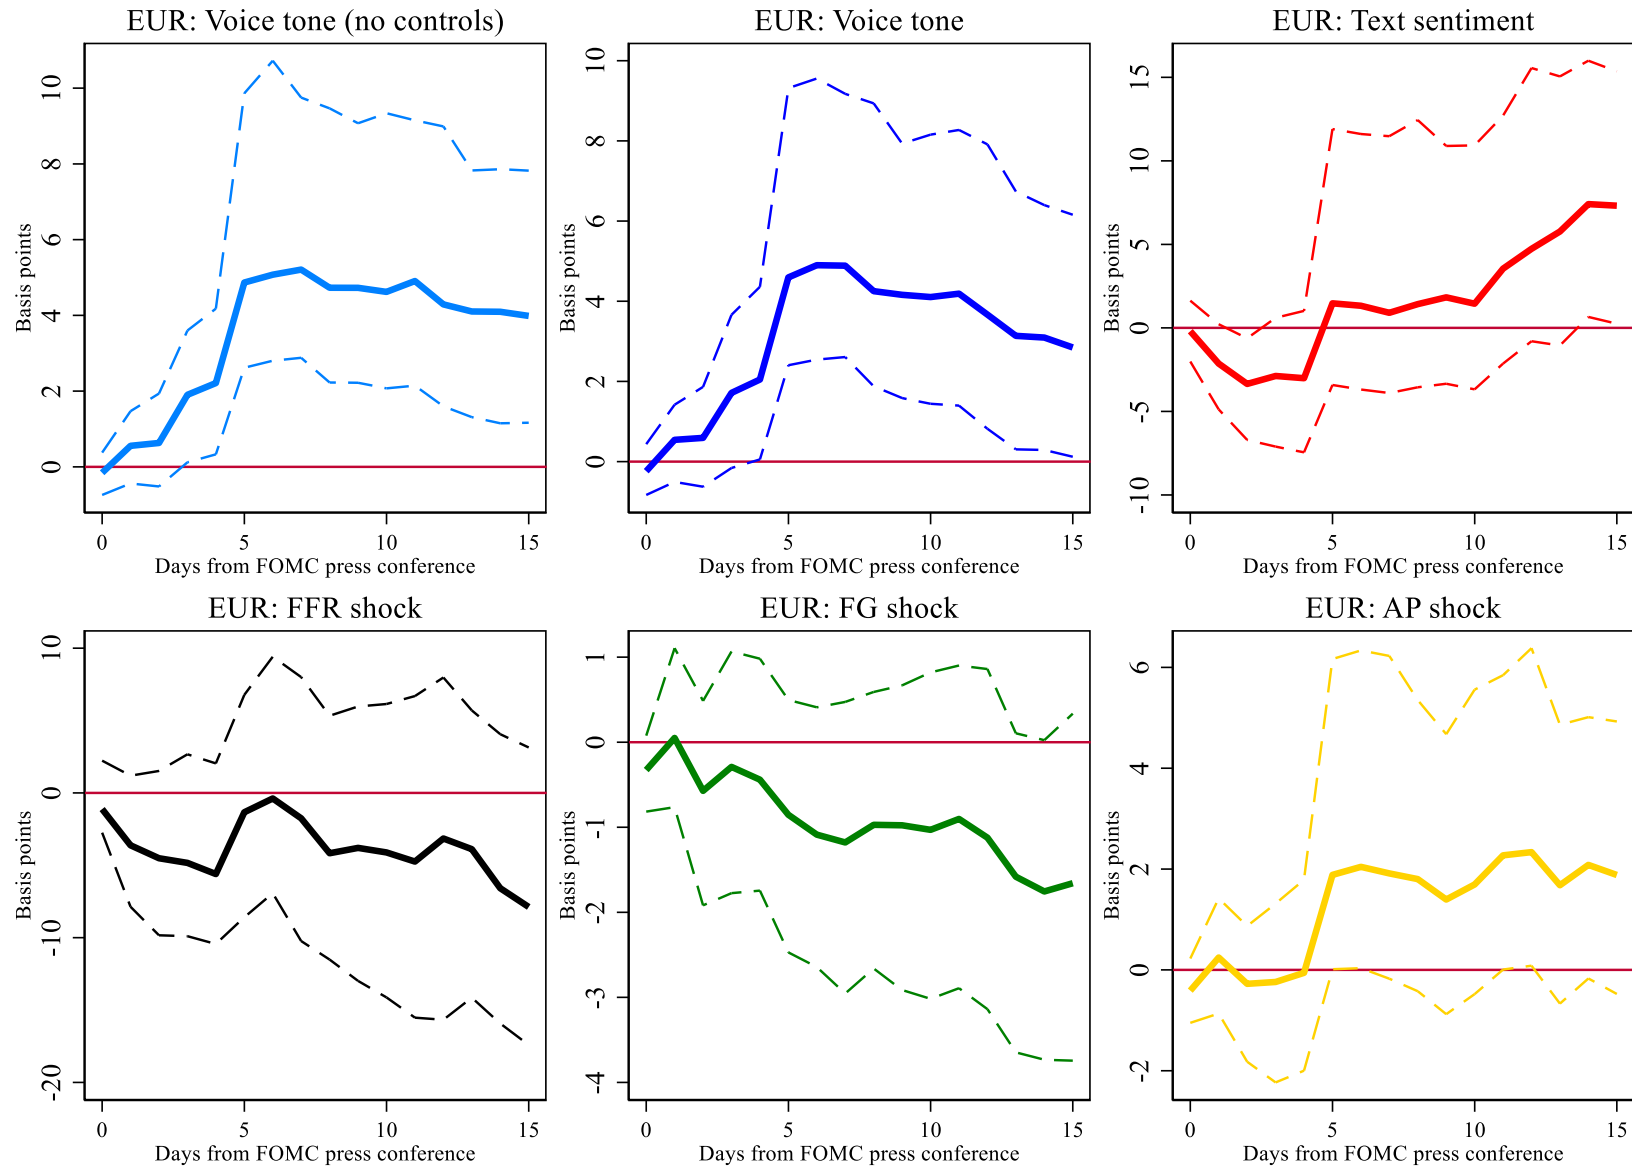 EUR: Voice tone (no controls)
Basis points
10
8
6
4
2
0
0 5 10 15
Days from FOMC press conference
EUR: Voice tone
Basis points
10
8
6
4
2
0
0 5 10 15
Days from FOMC press conference
EUR: Text sentiment
Basis points
15
10
5
0
-5
-10
0 5 10 15
Days from FOMC press conference
EUR: FFR shock
Basis points
10
0
-10
-20
0 5 10 15
Days from FOMC press conference
EUR: FG shock
Basis points
1
0
-1
-2
-3
-4
0 5 10 15
Days from FOMC press conference
EUR: AP shock
Basis points
6
4
2
0
-2
0 5 10 15
Days from FOMC press conference